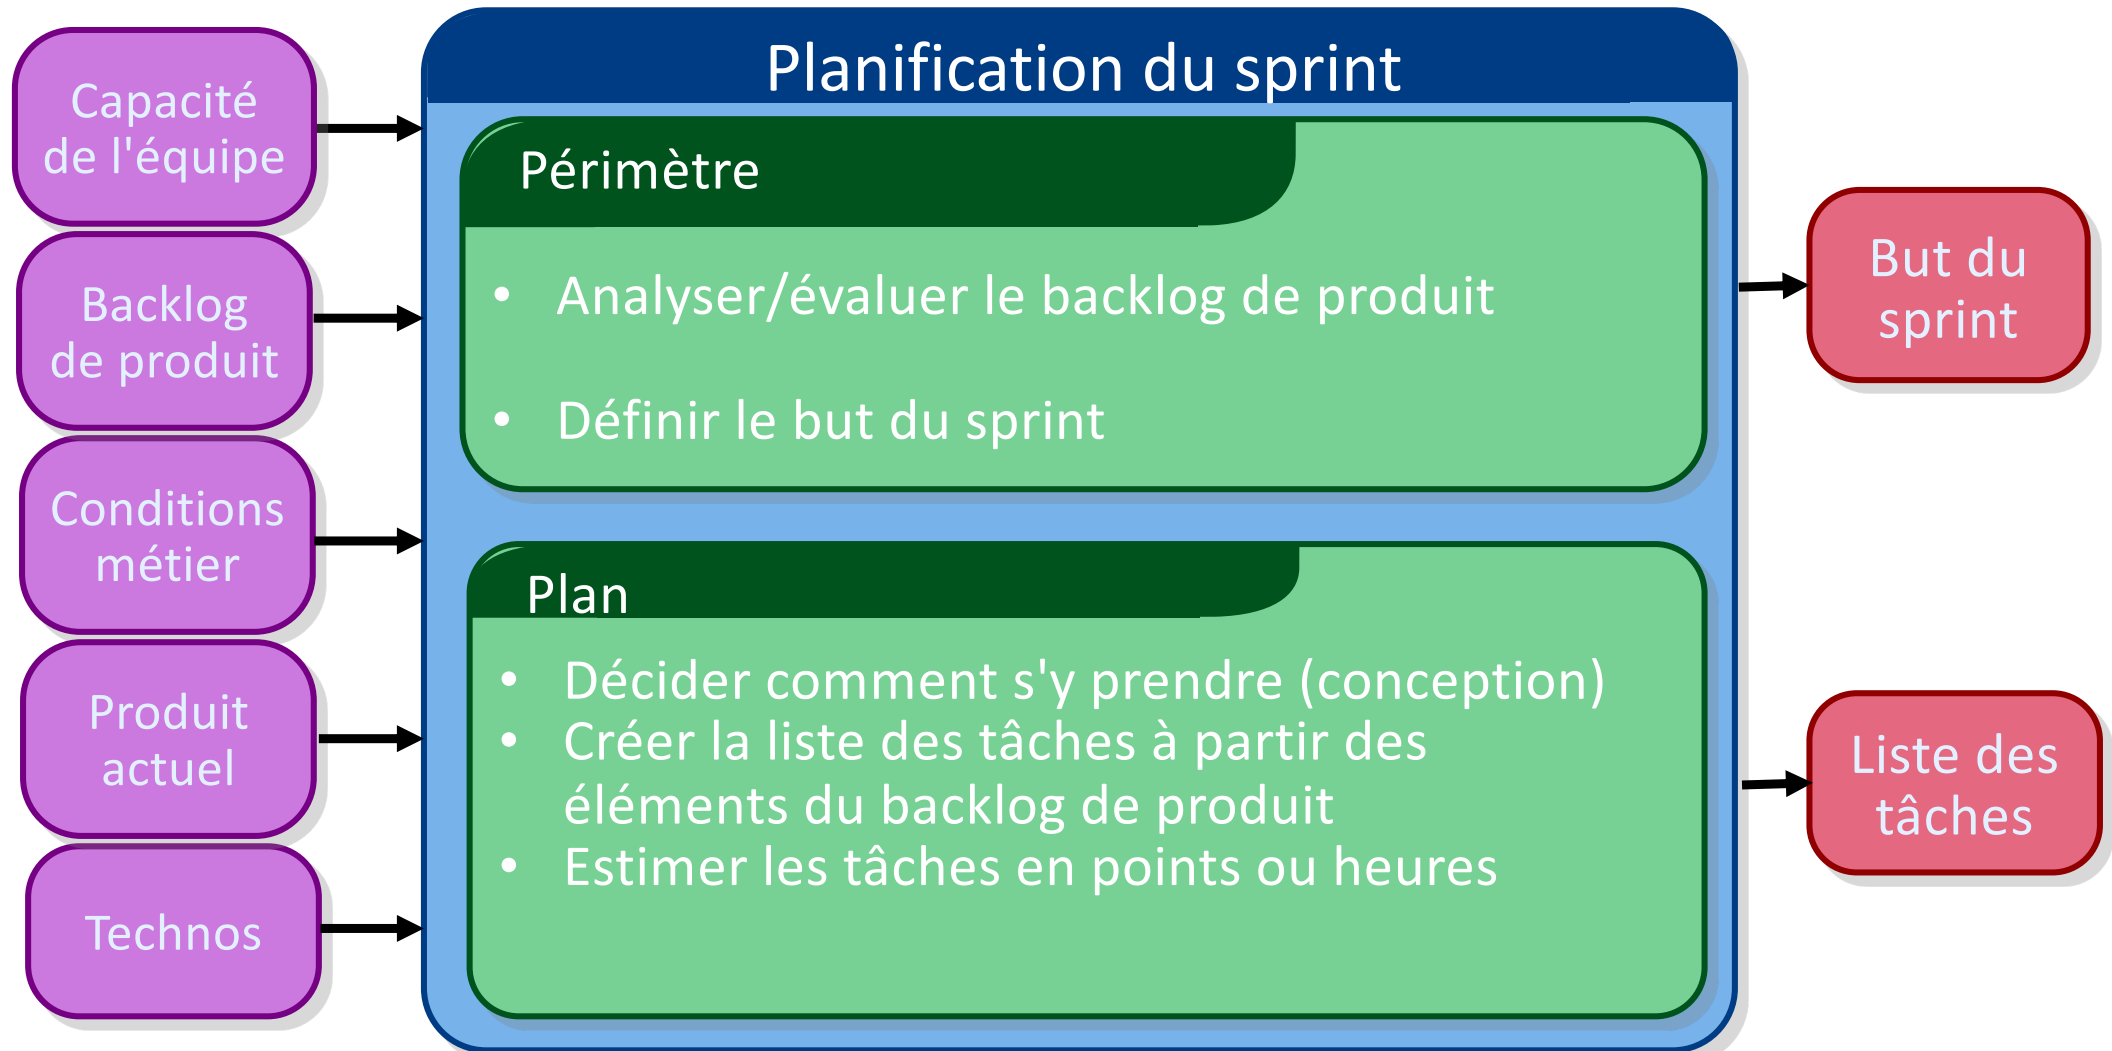 Planification du sprint
Capacité
de l'équipe
Backlog
de produit
Conditions
métier
Produit
actuel
Technos
Périmètre
• Analyser/évaluer le backlog de produit
• Définir le but du sprint
Plan
• Décider comment s'y prendre (conception)
• Créer la liste des tâches à partir des
éléments du backlog de produit
• Estimer les tâches en points ou heures
But du
sprint
Liste des
tâches